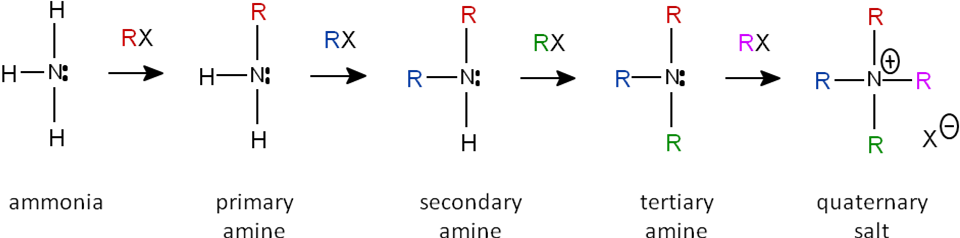 H R R R R
RX RX RX RX
H N: H N: R N: R N: R N + R
H H H R R X −
ammonia primary secondary tertiary quaternary
amine amine amine salt